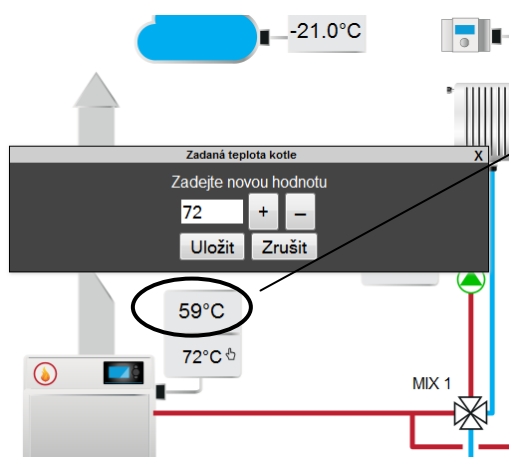 -21.0°C
Zadaná teplota kotle X
Zadejte novou hodnotu
72 + –
Uložit Zrušit
59°C
72°C
MIX 1